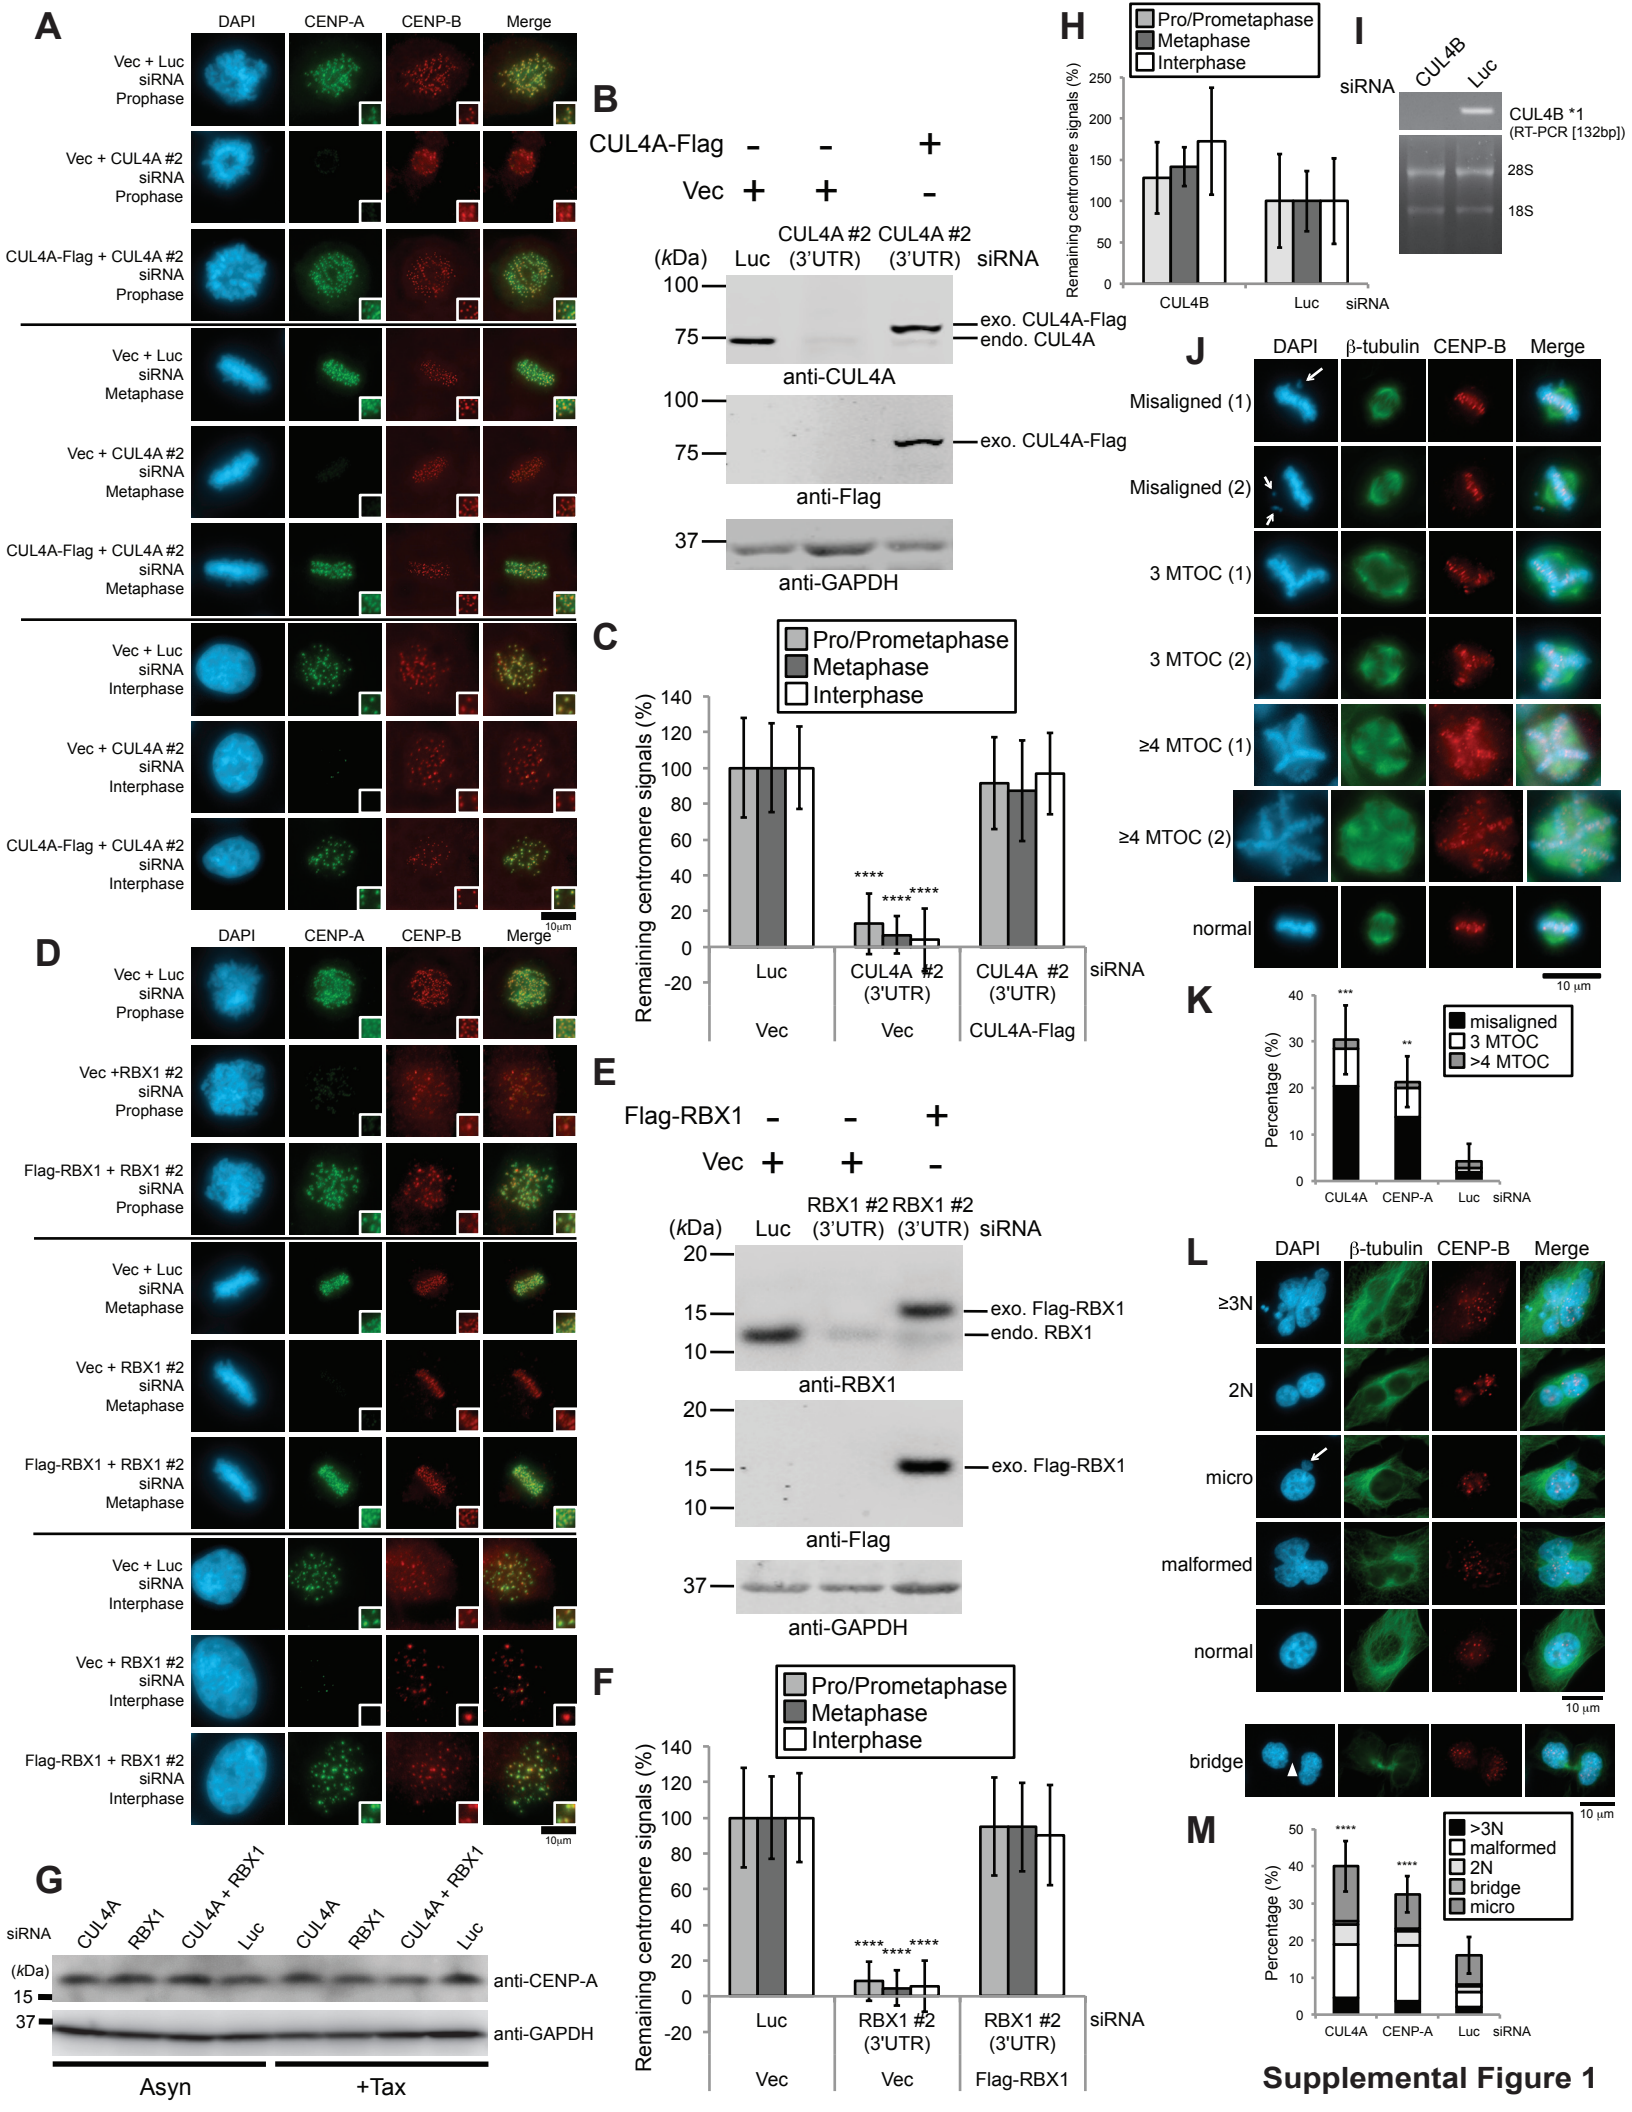 A
DAPI CENP-A CENP-B Merge
Vec + Luc
siRNA
Prophase
Vec + CUL4A #2
siRNA
Prophase
CUL4A-Flag + CUL4A #2
siRNA
Prophase
Vec + Luc
siRNA
Metaphase
Vec + CUL4A #2
siRNA
Metaphase
CUL4A-Flag + CUL4A #2
siRNA
Metaphase
Vec + Luc
siRNA
Interphase
Vec + CUL4A #2
siRNA
Interphase
CUL4A-Flag + CUL4A #2
siRNA
Interphase
10μm
B
CUL4A-Flag - - +
Vec + + -
CUL4A #2 CUL4A #2
(kDa) Luc (3'UTR) (3'UTR) siRNA
100
75
exo. CUL4A-Flag
endo. CUL4A
anti-CUL4A
100
75
exo. CUL4A-Flag
anti-Flag
37
anti-GAPDH
C
Pro/Prometaphase
Metaphase
Interphase
Remaining centromere signals (%)
140
120
100
80
60
40
20
0
-20
**** **** ****
Luc CUL4A #2 CUL4A #2 siRNA
(3'UTR) (3'UTR)
Vec Vec CUL4A-Flag
D
DAPI CENP-A CENP-B Merge
Vec + Luc
siRNA
Prophase
Vec +RBX1 #2
siRNA
Prophase
Flag-RBX1 + RBX1 #2
siRNA
Prophase
Vec + Luc
siRNA
Metaphase
Vec + RBX1 #2
siRNA
Metaphase
Flag-RBX1 + RBX1 #2
siRNA
Metaphase
Vec + Luc
siRNA
Interphase
Vec + RBX1 #2
siRNA
Interphase
Flag-RBX1 + RBX1 #2
siRNA
Interphase
10μm
E
Flag-RBX1 - - +
Vec + + -
RBX1 #2 RBX1 #2
(kDa) Luc (3'UTR) (3'UTR) siRNA
20
15
10
exo. Flag-RBX1
endo. RBX1
anti-RBX1
20
15
10
exo. Flag-RBX1
anti-Flag
37
anti-GAPDH
F
Pro/Prometaphase
Metaphase
Interphase
Remaining centromere signals (%)
140
120
100
80
60
40
20
0
-20
**** **** ****
Luc RBX1 #2 RBX1 #2 siRNA
(3'UTR) (3'UTR)
Vec Vec Flag-RBX1
G
siRNA CUL4A RBX1 CUL4A + RBX1 Luc CUL4A RBX1 CUL4A + RBX1 Luc
(kDa)
15
anti-CENP-A
37
anti-GAPDH
Asyn +Tax
H
Pro/Prometaphase
Metaphase
Interphase
Remaining centromere signals (%)
250
200
150
100
50
0
CUL4B Luc siRNA
I
siRNA CUL4B Luc
CUL4B *1
(RT-PCR [132bp])
28S
18S
J
DAPI β-tubulin CENP-B Merge
Misaligned (1)
Misaligned (2)
3 MTOC (1)
3 MTOC (2)
≥4 MTOC (1)
≥4 MTOC (2)
normal
10 μm
K
misaligned
3 MTOC
>4 MTOC
Percentage (%)
40
30
20
10
0
*** **
CUL4A CENP-A Luc siRNA
L
DAPI β-tubulin CENP-B Merge
≥3N
2N
micro
malformed
normal
10 μm
bridge
10 μm
M
>3N
malformed
2N
bridge
micro
Percentage (%)
50
40
30
20
10
0
**** ****
CUL4A CENP-A Luc siRNA
Supplemental Figure 1